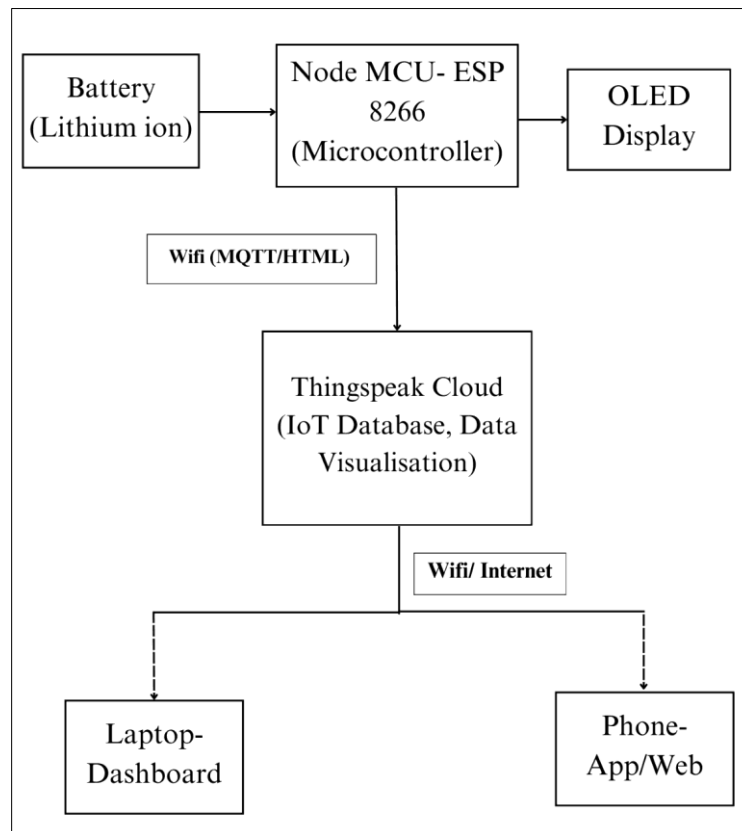 Battery
(Lithium ion)
Node MCU- ESP
8266
(Microcontroller)
OLED
Display
Wifi (MQTT/HTML)
Thingspeak Cloud
(IoT Database, Data
Visualisation)
Wifi/ Internet
Laptop-
Dashboard
Phone-
App/Web